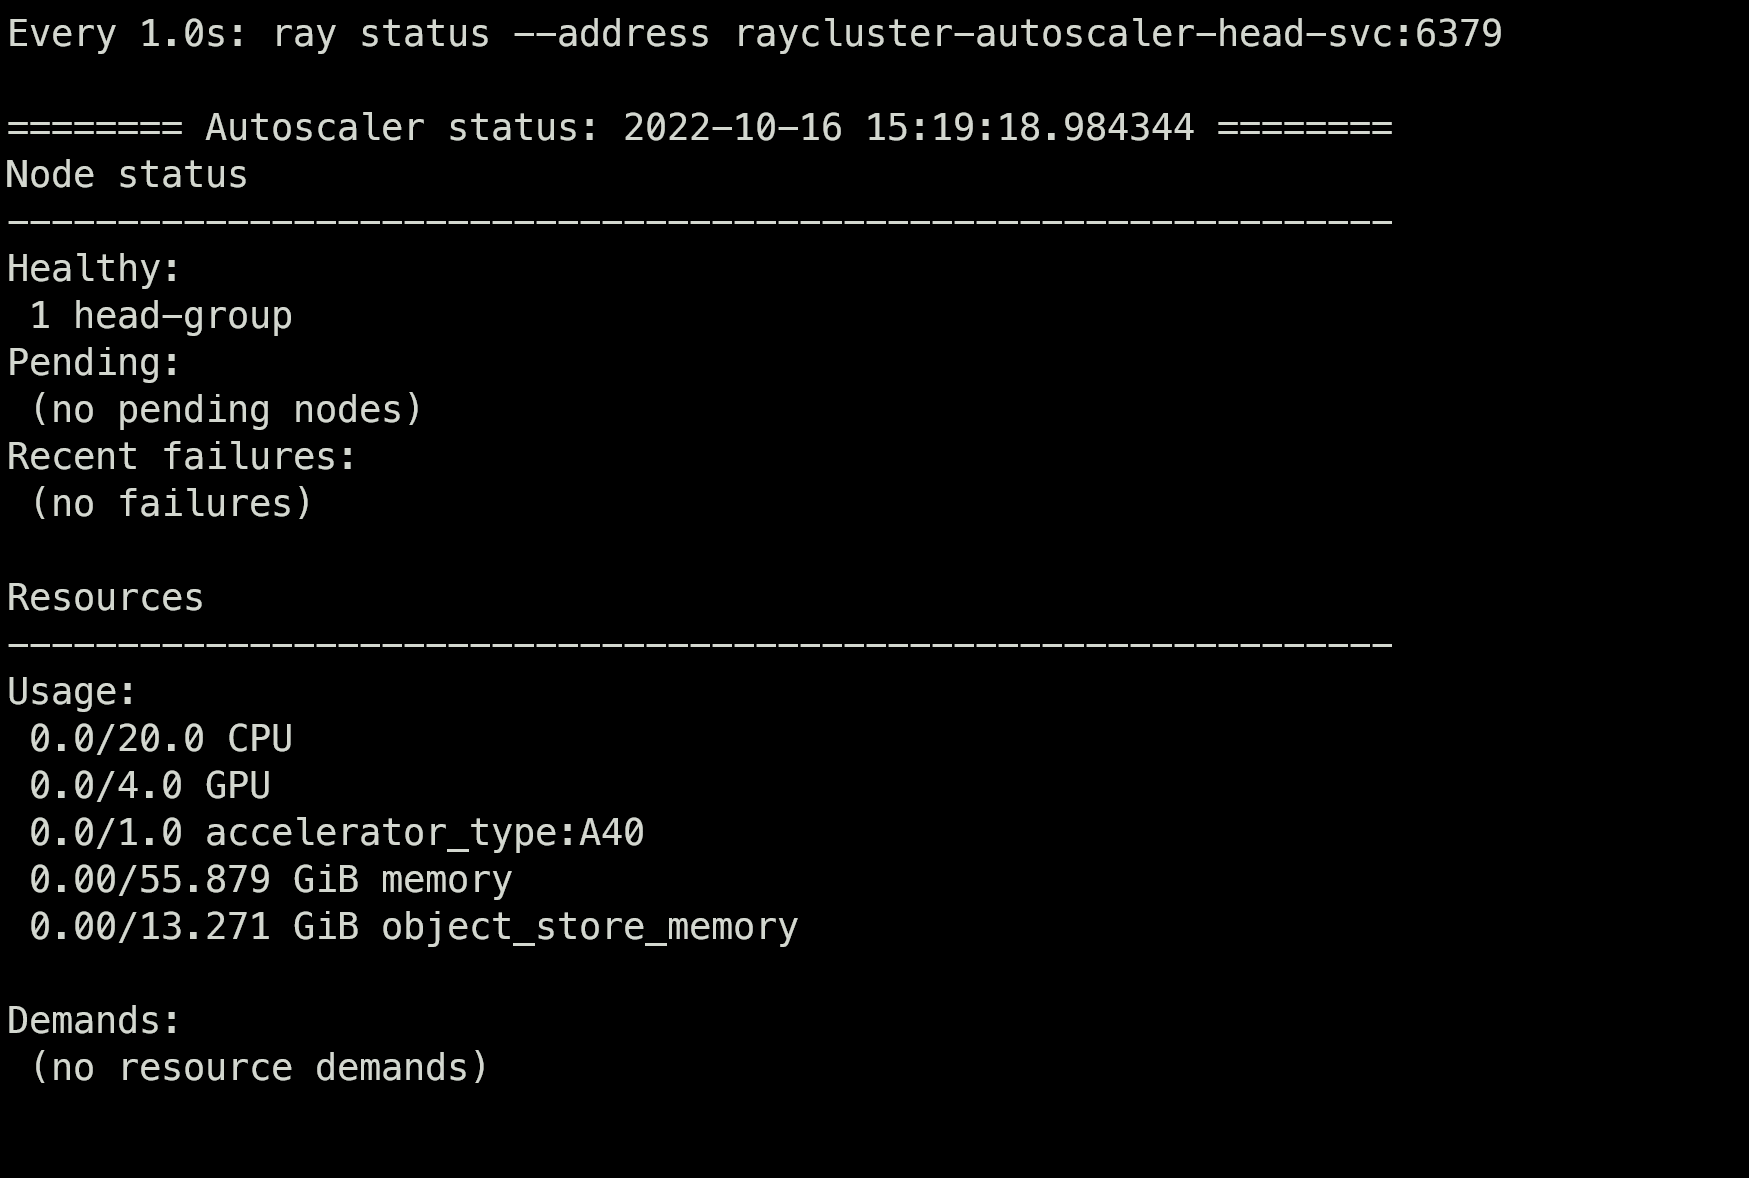 Every 1.0s: ray status --address raycluster-autoscaler-head-svc:6379
======== Autoscaler status: 2022-10-16 15:19:18.984344 ========
Node status
---------------------------------------------------------------
Healthy:
 1 head-group
Pending:
 (no pending nodes)
Recent failures:
 (no failures)
Resources
---------------------------------------------------------------
Usage:
 0.0/20.0 CPU
 0.0/4.0 GPU
 0.0/1.0 accelerator_type:A40
 0.00/55.879 GiB memory
 0.00/13.271 GiB object_store_memory
Demands:
 (no resource demands)